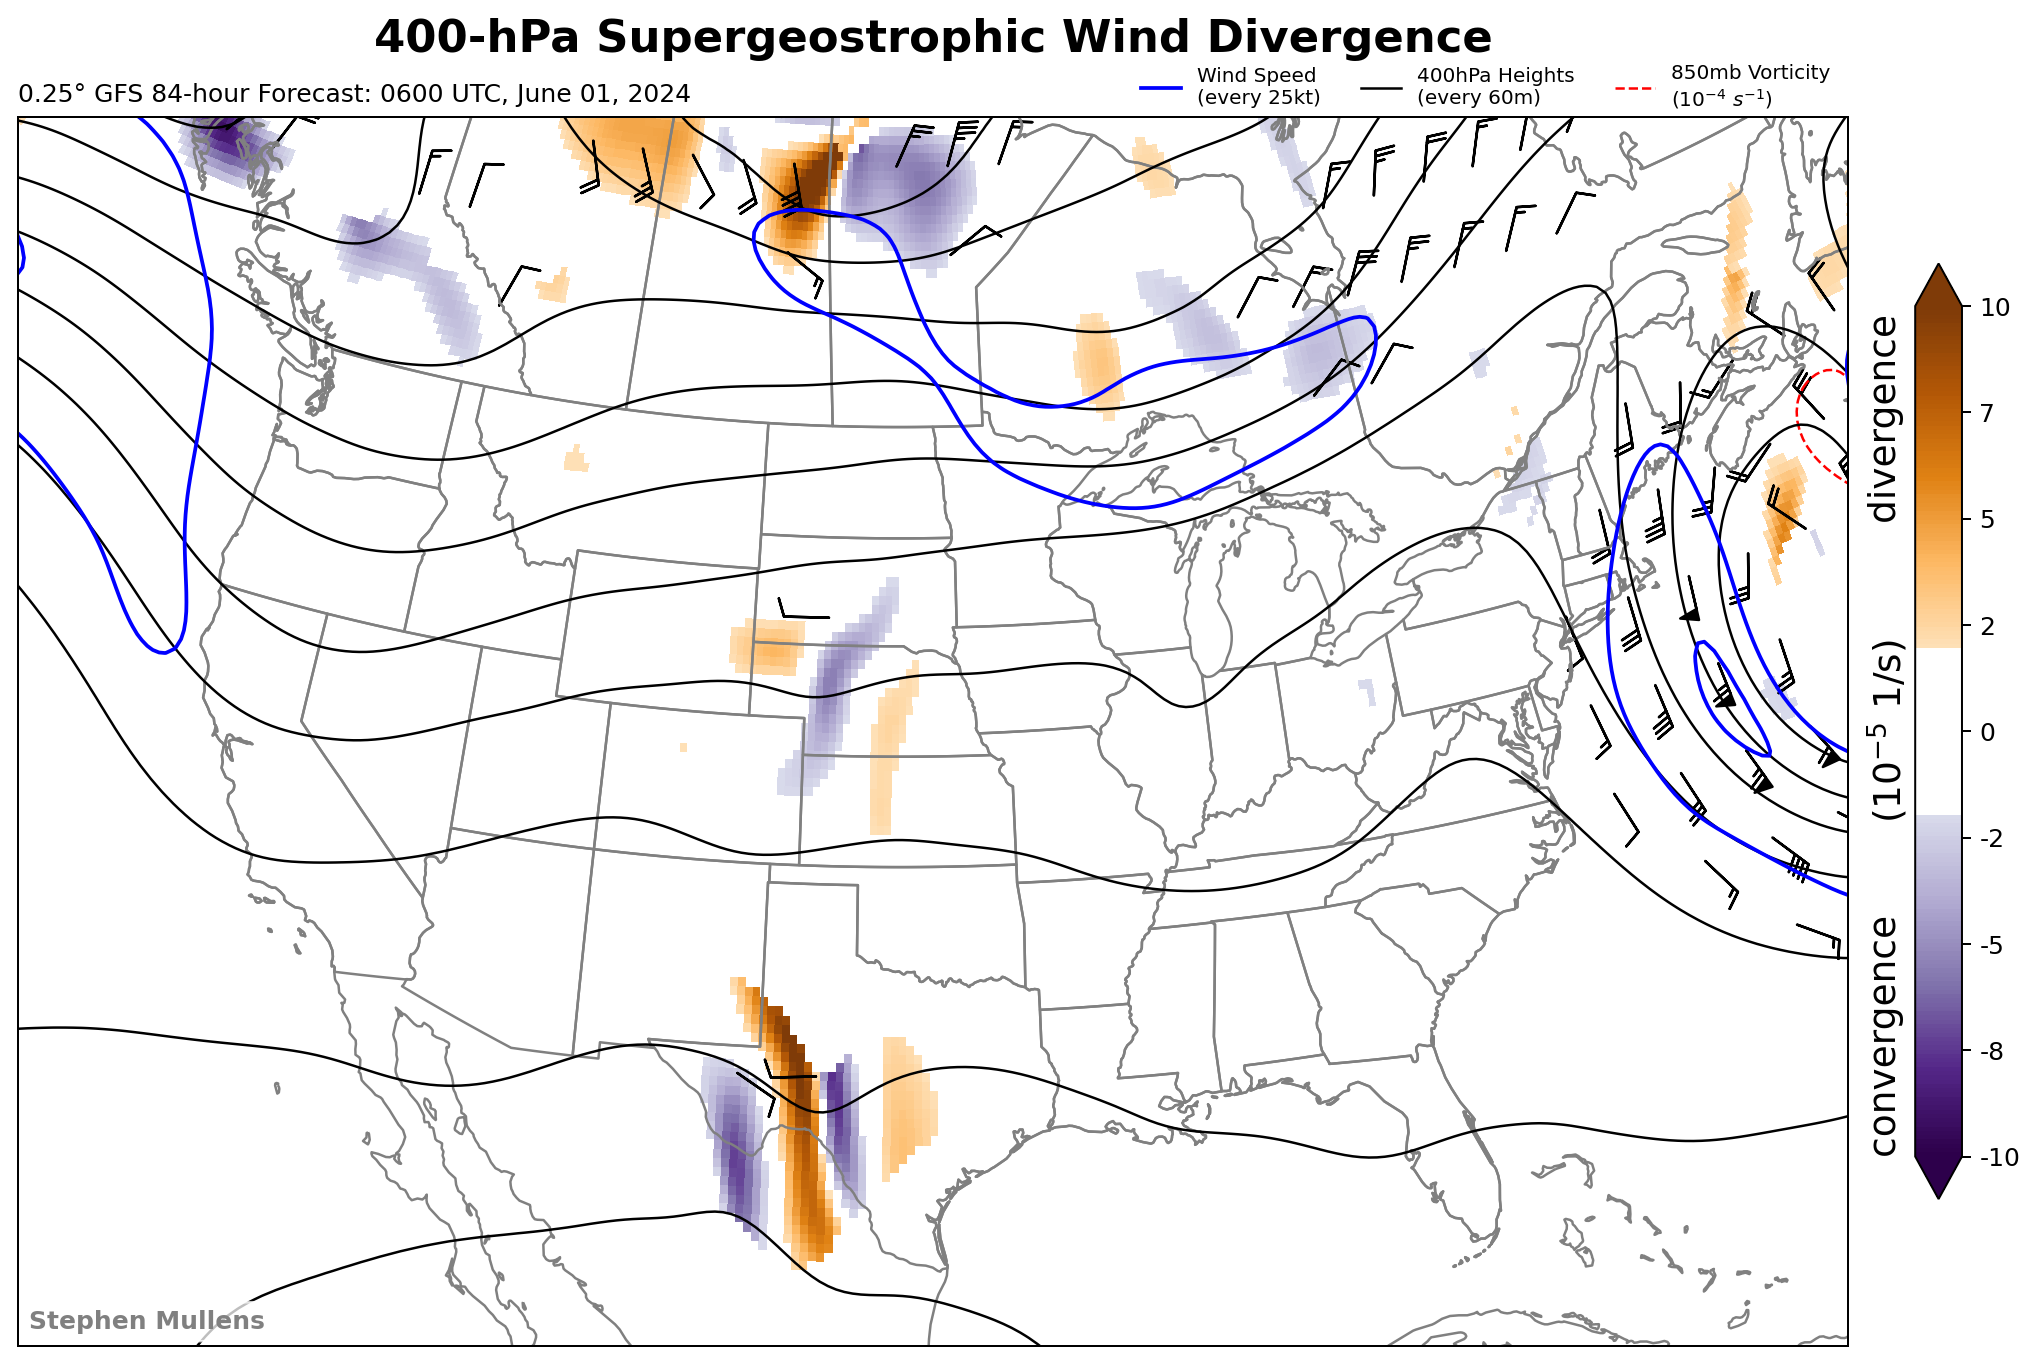 400-hPa Supergeostrophic Wind Divergence
0.25° GFS 84-hour Forecast: 0600 UTC, June 01, 2024
Wind Speed
(every 25kt)
400hPa Heights
(every 60m)
850mb Vorticity
(10⁻⁴ s⁻¹)
10
7
5
2
0
-2
-5
-8
-10
convergence (10⁻⁵ 1/s) divergence
Stephen Mullens